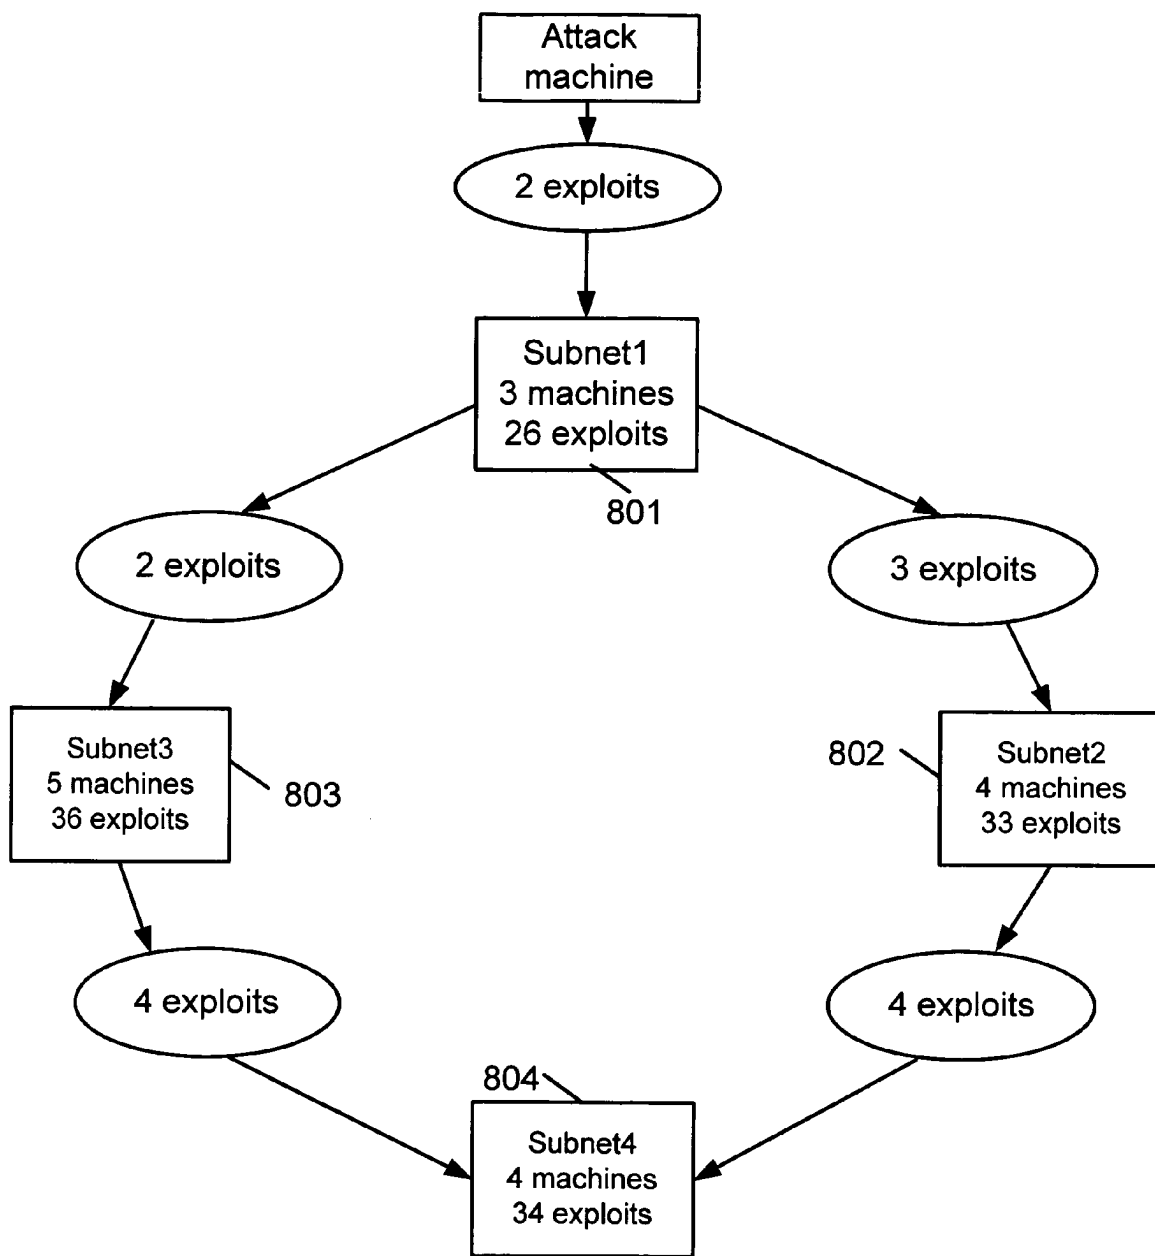 Attack
machine
2 exploits
Subnet1
3 machines
26 exploits
801
2 exploits
3 exploits
Subnet3
5 machines
36 exploits
803
802
Subnet2
4 machines
33 exploits
4 exploits
4 exploits
804
Subnet4
4 machines
34 exploits